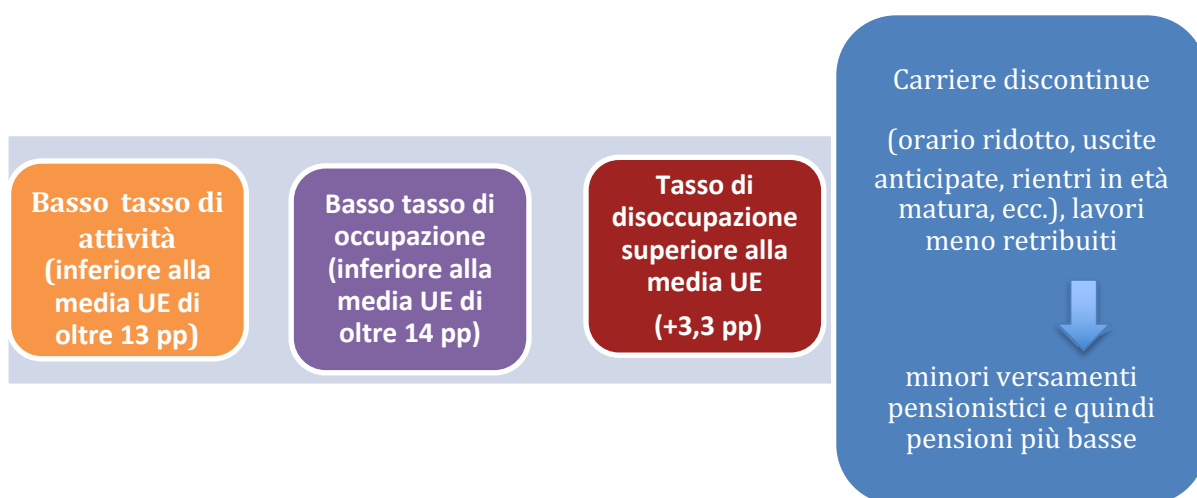 Basso tasso di
attività
(inferiore alla
media UE di
oltre 13 pp)
Basso tasso di
occupazione
(inferiore alla
media UE di
oltre 14 pp)
Tasso di
disoccupazione
superiore alla
media UE
(+3,3 pp)
Carriere discontinue
(orario ridotto, uscite
anticipate, rientri in età
matura, ecc.), lavori
meno retribuiti
minori versamenti
pensionistici e quindi
pensioni più basse